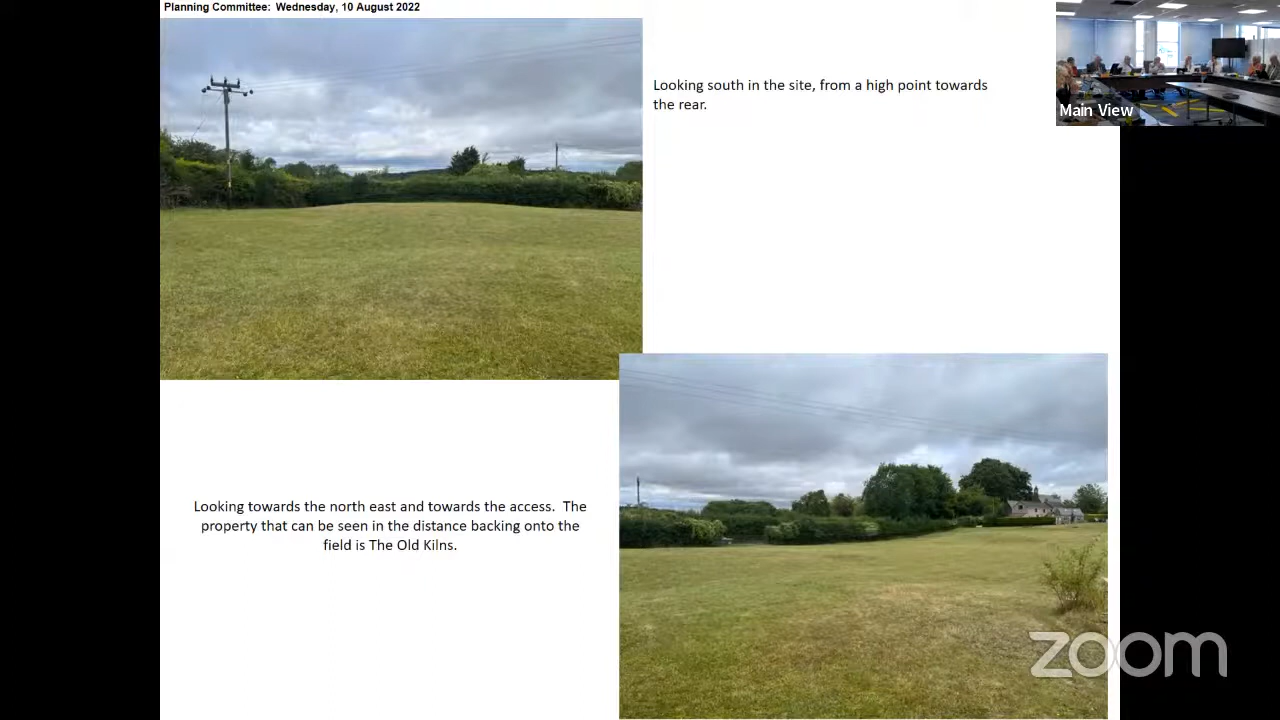 Planning Committee: Wednesday, 10 August 2022
Looking south in the site, from a high point towards
the rear.
Main View
Looking towards the north east and towards the access. The
property that can be seen in the distance backing onto the
field is The Old Kilns.
zoom